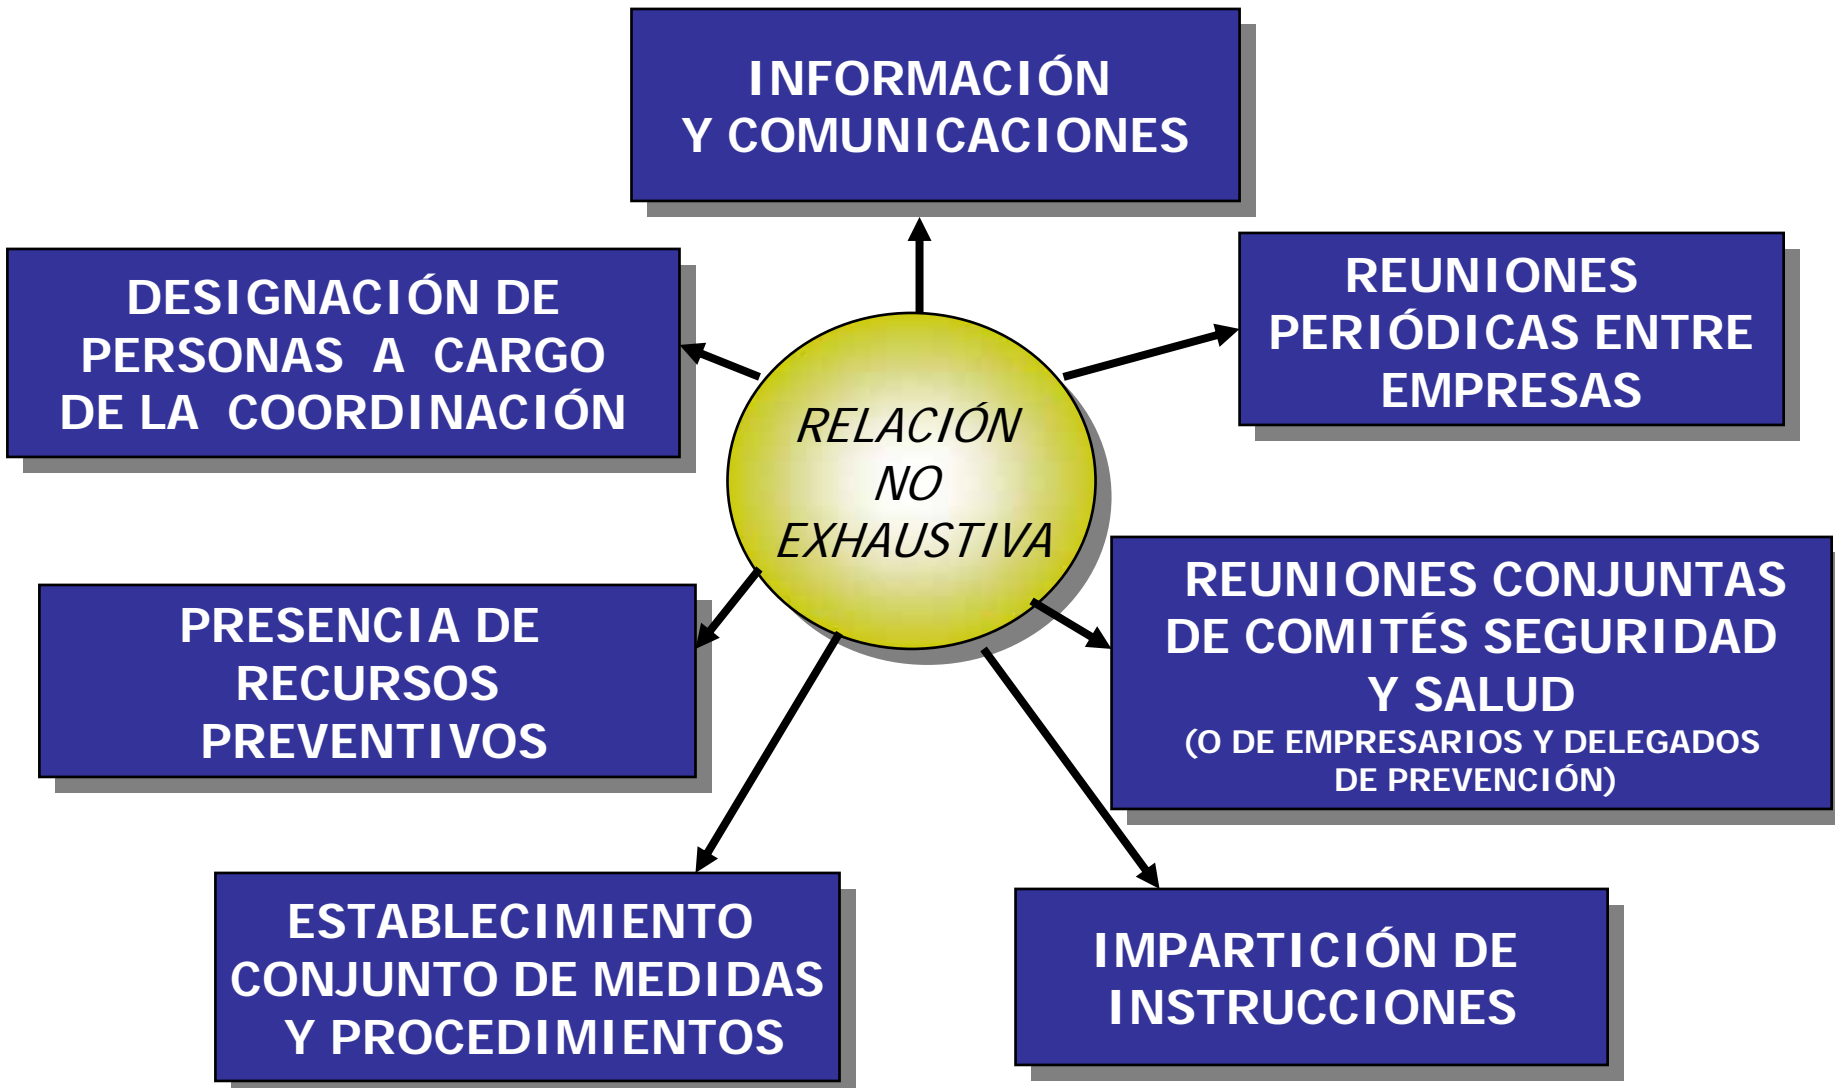 INFORMACIÓN
Y COMUNICACIONES
DESIGNACIÓN DE
PERSONAS A CARGO
DE LA COORDINACIÓN
REUNIONES
PERIÓDICAS ENTRE
EMPRESAS
RELACIÓN
NO
EXHAUSTIVA
PRESENCIA DE
RECURSOS
PREVENTIVOS
REUNIONES CONJUNTAS
DE COMITÉS SEGURIDAD
Y SALUD
(O DE EMPRESARIOS Y DELEGADOS
DE PREVENCIÓN)
ESTABLECIMIENTO
CONJUNTO DE MEDIDAS
Y PROCEDIMIENTOS
IMPARTICIÓN DE
INSTRUCCIONES